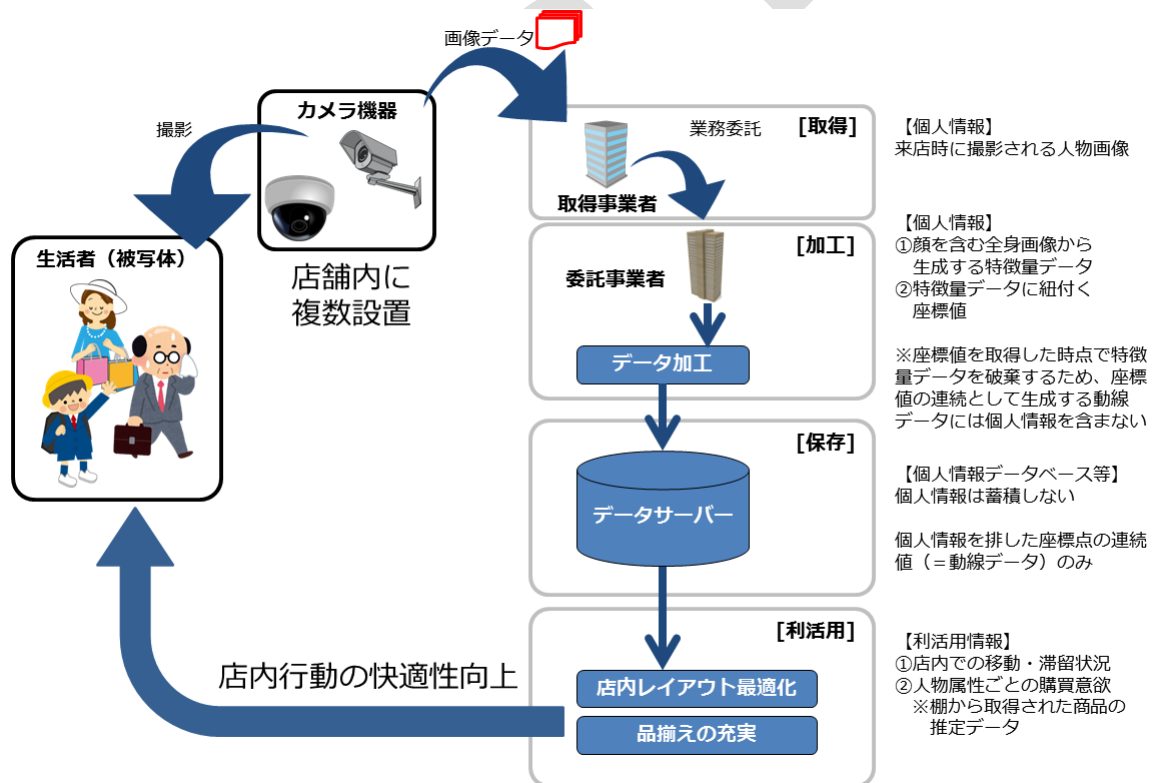 画像データ
撮影
カメラ機器
店舗内に
複数設置
生活者（被写体）
業務委託
[取得]
取得事業者
【個人情報】
来店時に撮影される人物画像
[加工]
委託事業者
データ加工
【個人情報】
①顔を含む全身画像から
生成する特徴量データ
②特徴量データに紐付く
座標値
※座標値を取得した時点で特徴
量データを破棄するため、座標
値の連続として生成する動線
データには個人情報を含まない
[保存]
データサーバー
【個人情報データベース等】
個人情報は蓄積しない
個人情報を排した座標点の連続
値（＝動線データ）のみ
[利活用]
店内レイアウト最適化
品揃えの充実
【利活用情報】
①店内での移動・滞留状況
②人物属性ごとの購買意欲
※棚から取得された商品の
推定データ
店内行動の快適性向上